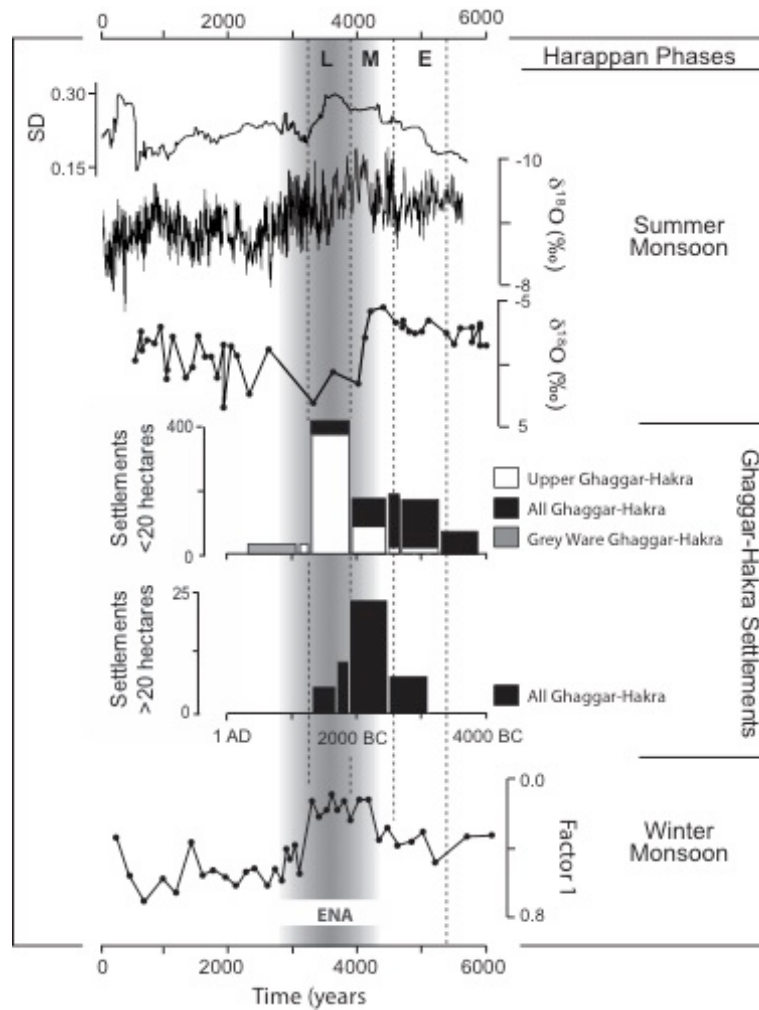 0 2000 4000 6000
L M E
Harappan Phases
0.30
SD
0.15
-10
δ¹⁸O (‰)
-8
Summer
Monsoon
-5
δ¹⁸O (‰)
5
400
Settlements
<20 hectares
0
Upper Ghaggar-Hakra
All Ghaggar-Hakra
Grey Ware Ghaggar-Hakra
Ghaggar-Hakra Settlements
25
Settlements
>20 hectares
0
All Ghaggar-Hakra
1 AD 2000 BC 4000 BC
0.0
Factor 1
0.8
Winter
Monsoon
ENA
0 2000 4000 6000
Time (years